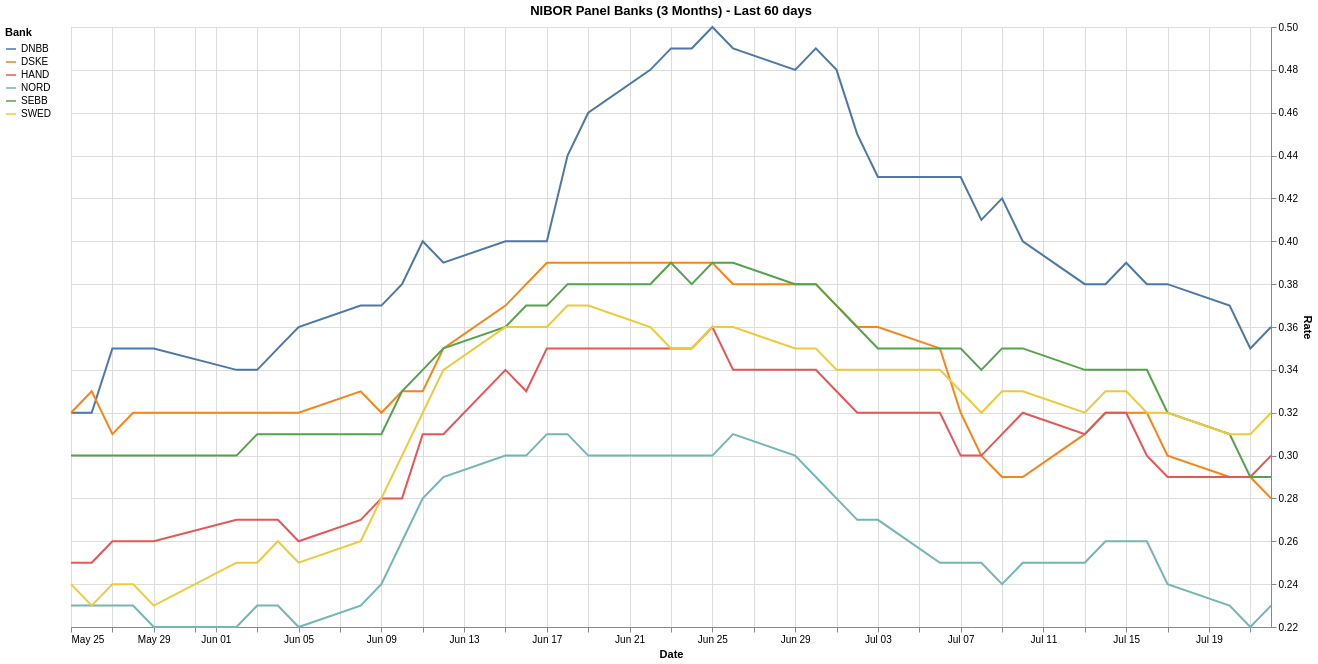 NIBOR Panel Banks (3 Months) - Last 60 days
Bank
DNBB
DSKE
HAND
NORD
SEBB
SWED
0.50
0.48
0.46
0.44
0.42
0.40
0.38
0.36
0.34
0.32
0.30
0.28
0.26
0.24
0.22
Rate
May 25 May 29 Jun 01 Jun 05 Jun 09 Jun 13 Jun 17 Jun 21 Jun 25 Jun 29 Jul 03 Jul 07 Jul 11 Jul 15 Jul 19
Date